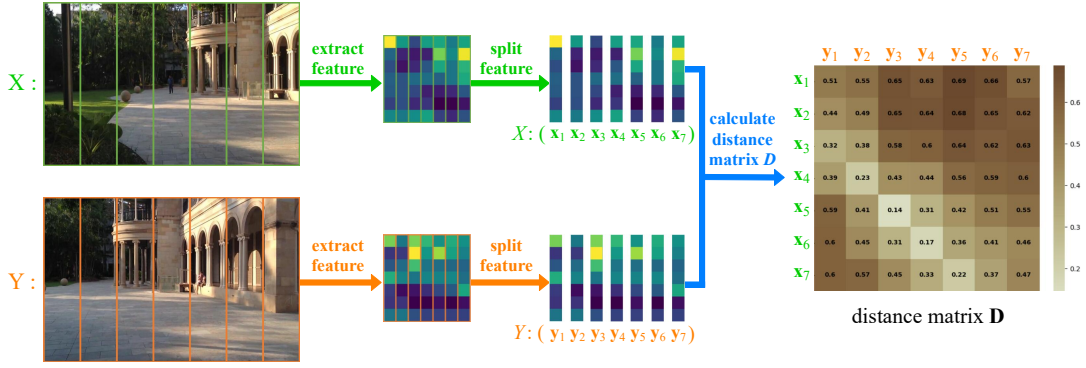 X :
extract
feature
split
feature
X: ( x₁ x₂ x₃ x₄ x₅ x₆ x₇ )
Y :
extract
feature
split
feature
Y: ( y₁ y₂ y₃ y₄ y₅ y₆ y₇ )
calculate
distance
matrix D
y₁ y₂ y₃ y₄ y₅ y₆ y₇
x₁ 0.51 0.55 0.65 0.63 0.69 0.66 0.57
x₂ 0.44 0.49 0.65 0.64 0.68 0.65 0.62
x₃ 0.32 0.38 0.58 0.6 0.64 0.62 0.63
x₄ 0.39 0.23 0.43 0.44 0.56 0.59 0.6
x₅ 0.59 0.41 0.14 0.31 0.42 0.51 0.55
x₆ 0.6 0.45 0.31 0.17 0.36 0.41 0.46
x₇ 0.6 0.57 0.45 0.33 0.22 0.37 0.47
0.6
0.5
0.4
0.3
0.2
distance matrix D